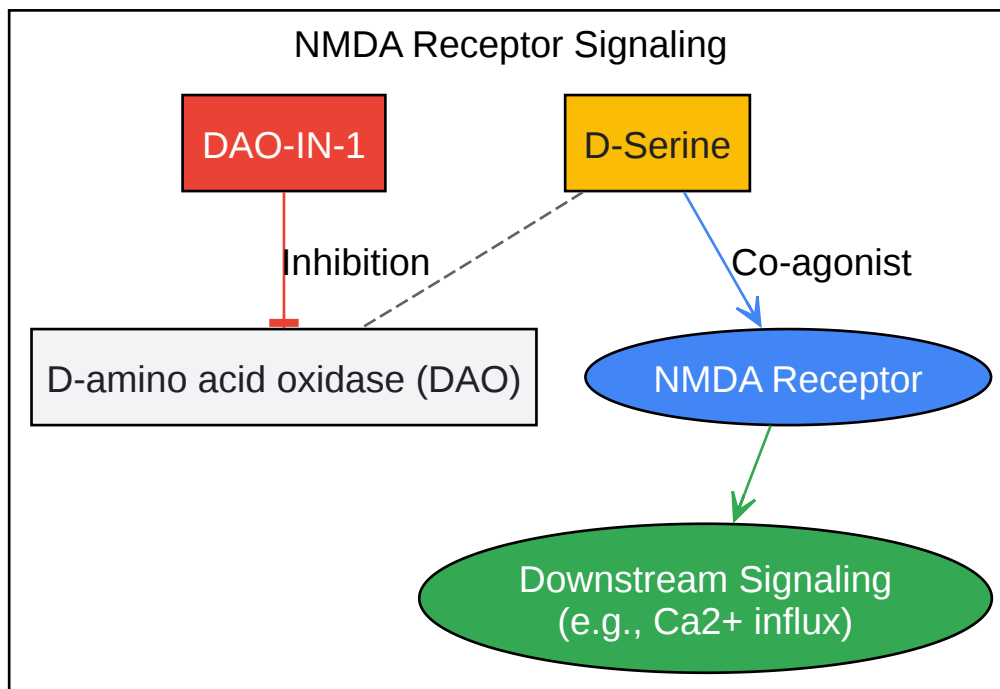 NMDA Receptor Signaling
DAO-IN-1
D-Serine
Inhibition
Co-agonist
D-amino acid oxidase (DAO)
NMDA Receptor
Downstream Signaling
(e.g., Ca2+ influx)